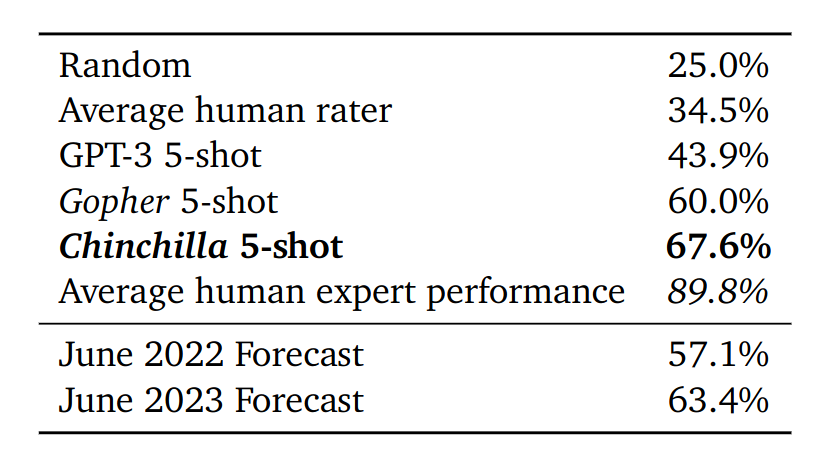 Random 25.0%
Average human rater 34.5%
GPT-3 5-shot 43.9%
Gopher 5-shot 60.0%
Chinchilla 5-shot 67.6%
Average human expert performance 89.8%
June 2022 Forecast 57.1%
June 2023 Forecast 63.4%